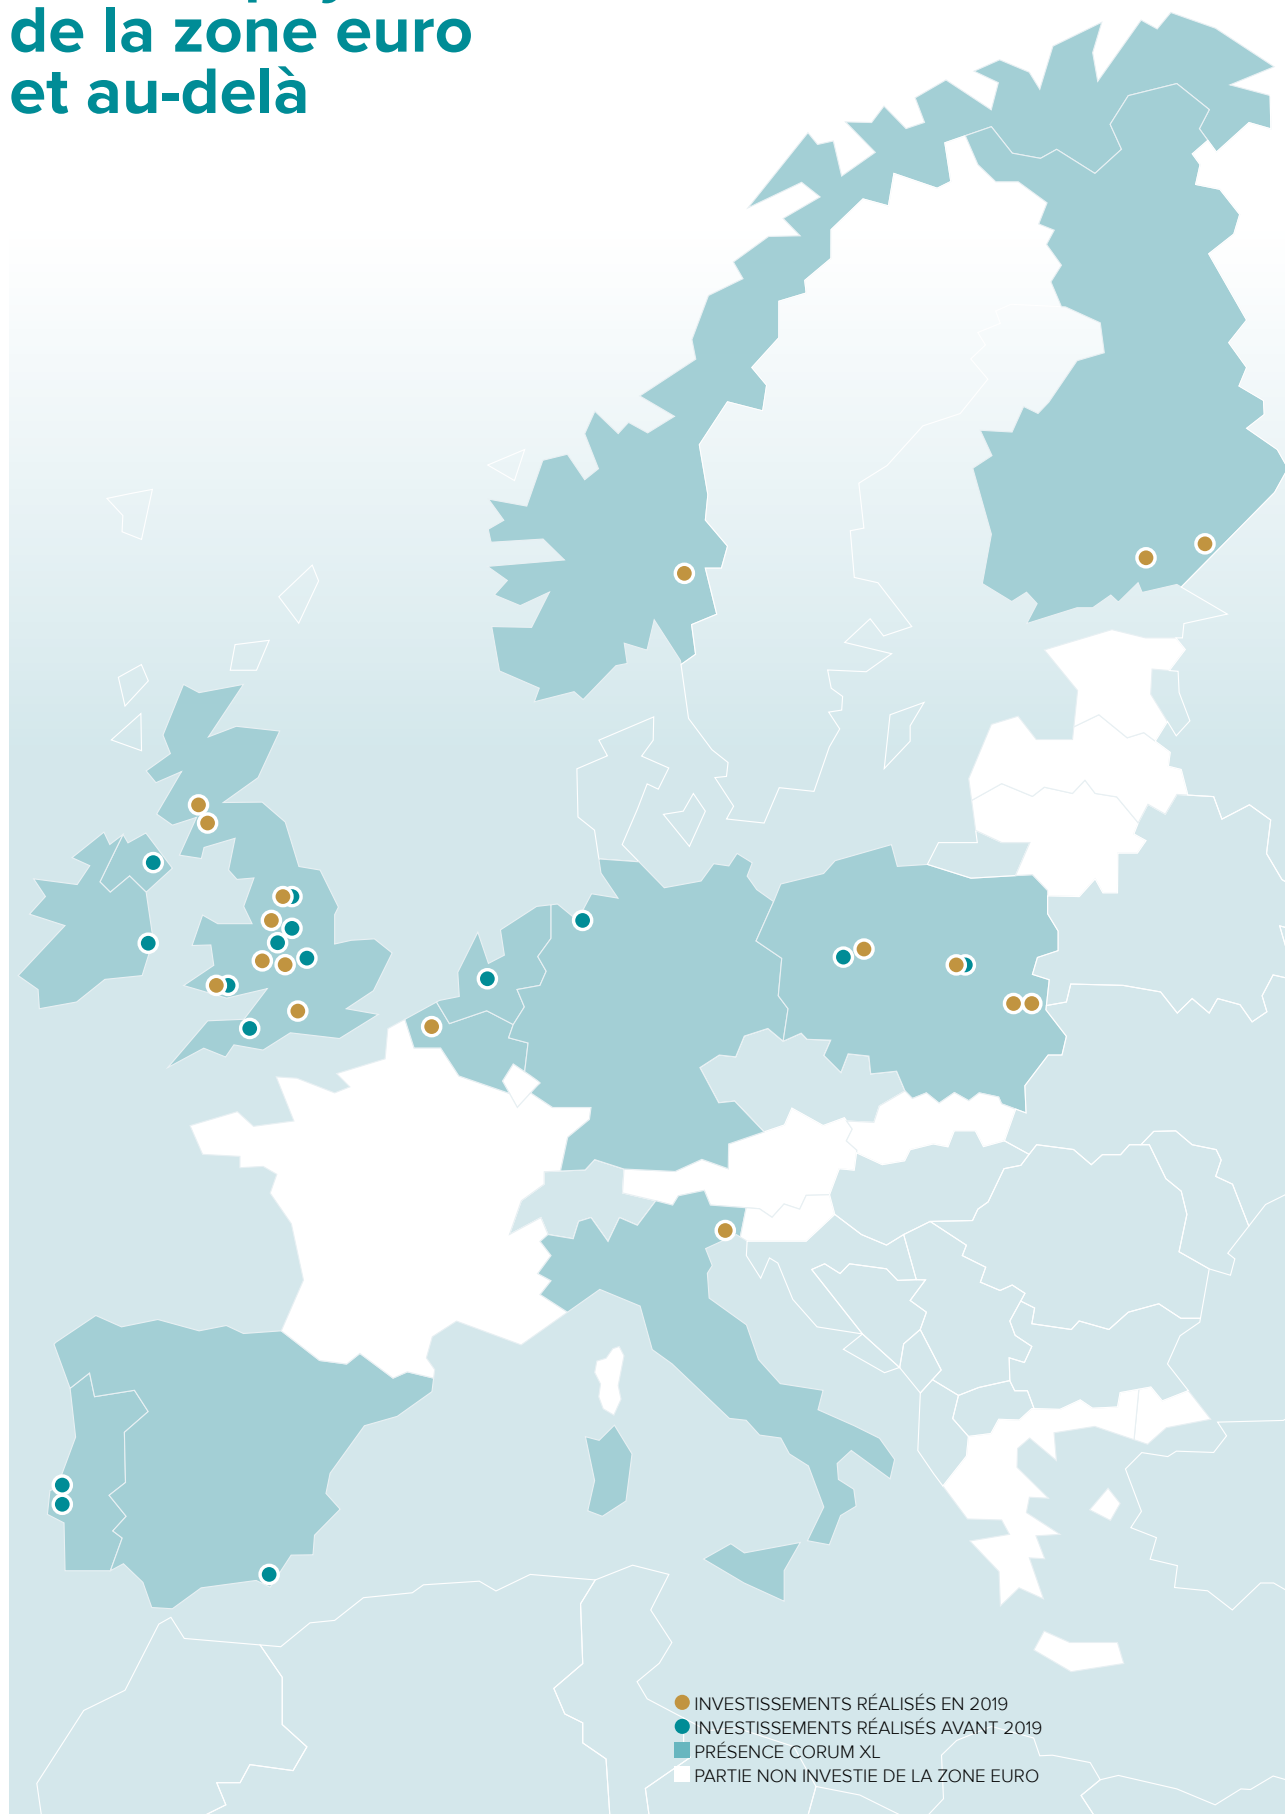 de la zone euro
et au-delà
INVESTISSEMENTS RÉALISÉS EN 2019
INVESTISSEMENTS RÉALISÉS AVANT 2019
PRÉSENCE CORUM XL
PARTIE NON INVESTIE DE LA ZONE EURO